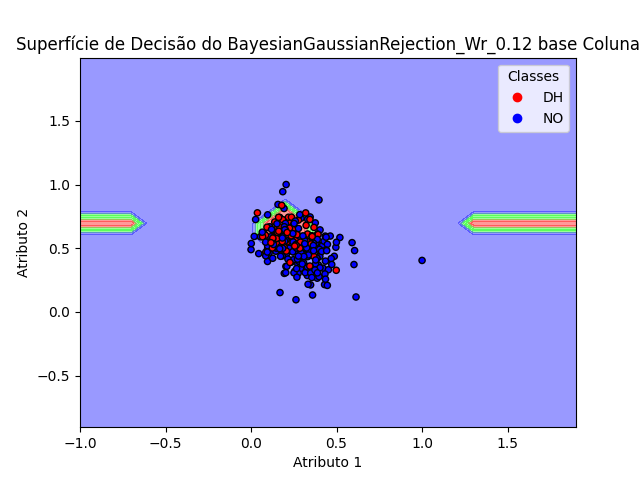 Superfície de Decisão do BayesianGaussianRejection_Wr_0.12 base Coluna
Classes
DH
NO
Atributo 2
1.5
1.0
0.5
0.0
−0.5
−1.0
−0.5
0.0
0.5
1.0
1.5
Atributo 1